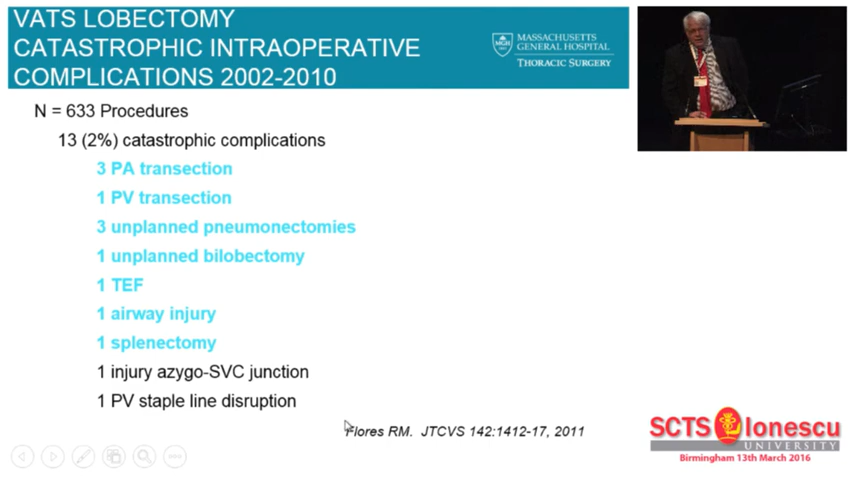 VATS LOBECTOMY
CATASTROPHIC INTRAOPERATIVE
COMPLICATIONS 2002-2010
MASSACHUSETTS
GENERAL HOSPITAL
THORACIC SURGERY
N = 633 Procedures
13 (2%) catastrophic complications
3 PA transection
1 PV transection
3 unplanned pneumonectomies
1 unplanned bilobectomy
1 TEF
1 airway injury
1 splenectomy
1 injury azygo-SVC junction
1 PV staple line disruption
Flores RM. JTCVS 142:1412-17, 2011
SCTS Ionescu
UNIVERSITY
Birmingham 13th March 2016